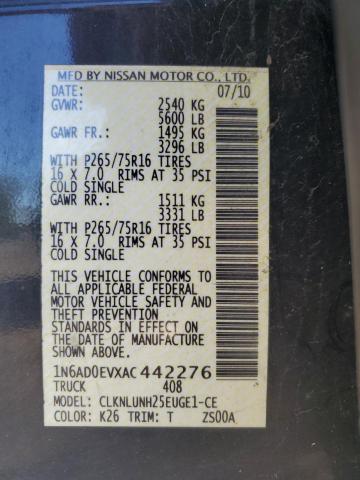 MFD BY NISSAN MOTOR CO., LTD.
DATE: 07/10
GVWR: 2540 KG
5600 LB
GAWR FR.: 1495 KG
3296 LB
WITH P265/75R16 TIRES
16 X 7.0 RIMS AT 35 PSI
COLD SINGLE
GAWR RR.: 1511 KG
3331 LB
WITH P265/75R16 TIRES
16 X 7.0 RIMS AT 35 PSI
COLD SINGLE
THIS VEHICLE CONFORMS TO
ALL APPLICABLE FEDERAL
MOTOR VEHICLE SAFETY AND
THEFT PREVENTION
STANDARDS IN EFFECT ON
THE DATE OF MANUFACTURE
SHOWN ABOVE.
1N6AD0EVXAC442276
TRUCK 408
MODEL: CLKNLUNH25EUGE1-CE
COLOR: K26 TRIM: T ZS00A